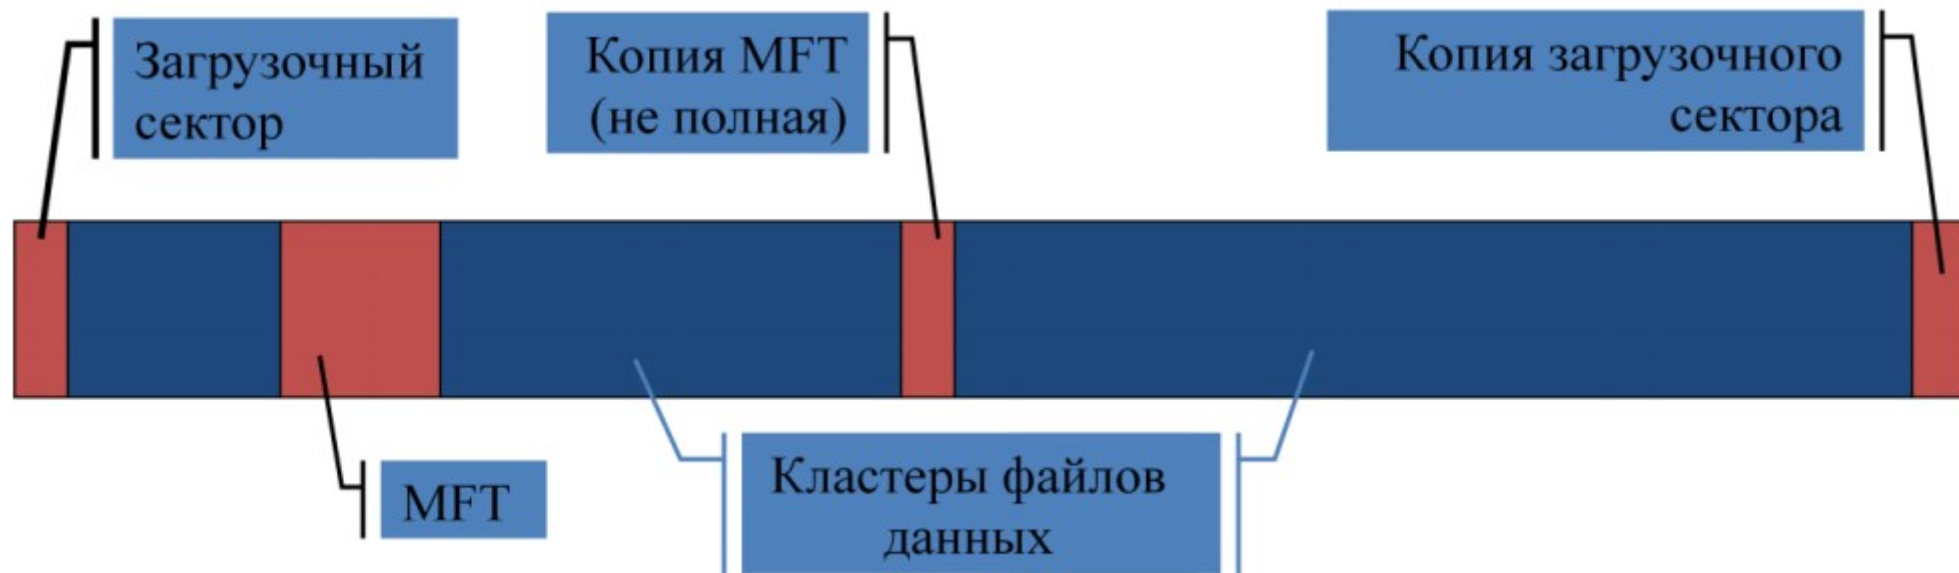 Загрузочный
сектор
Копия MFT
(не полная)
Копия загрузочного
сектора
MFT
Кластеры файлов
данных